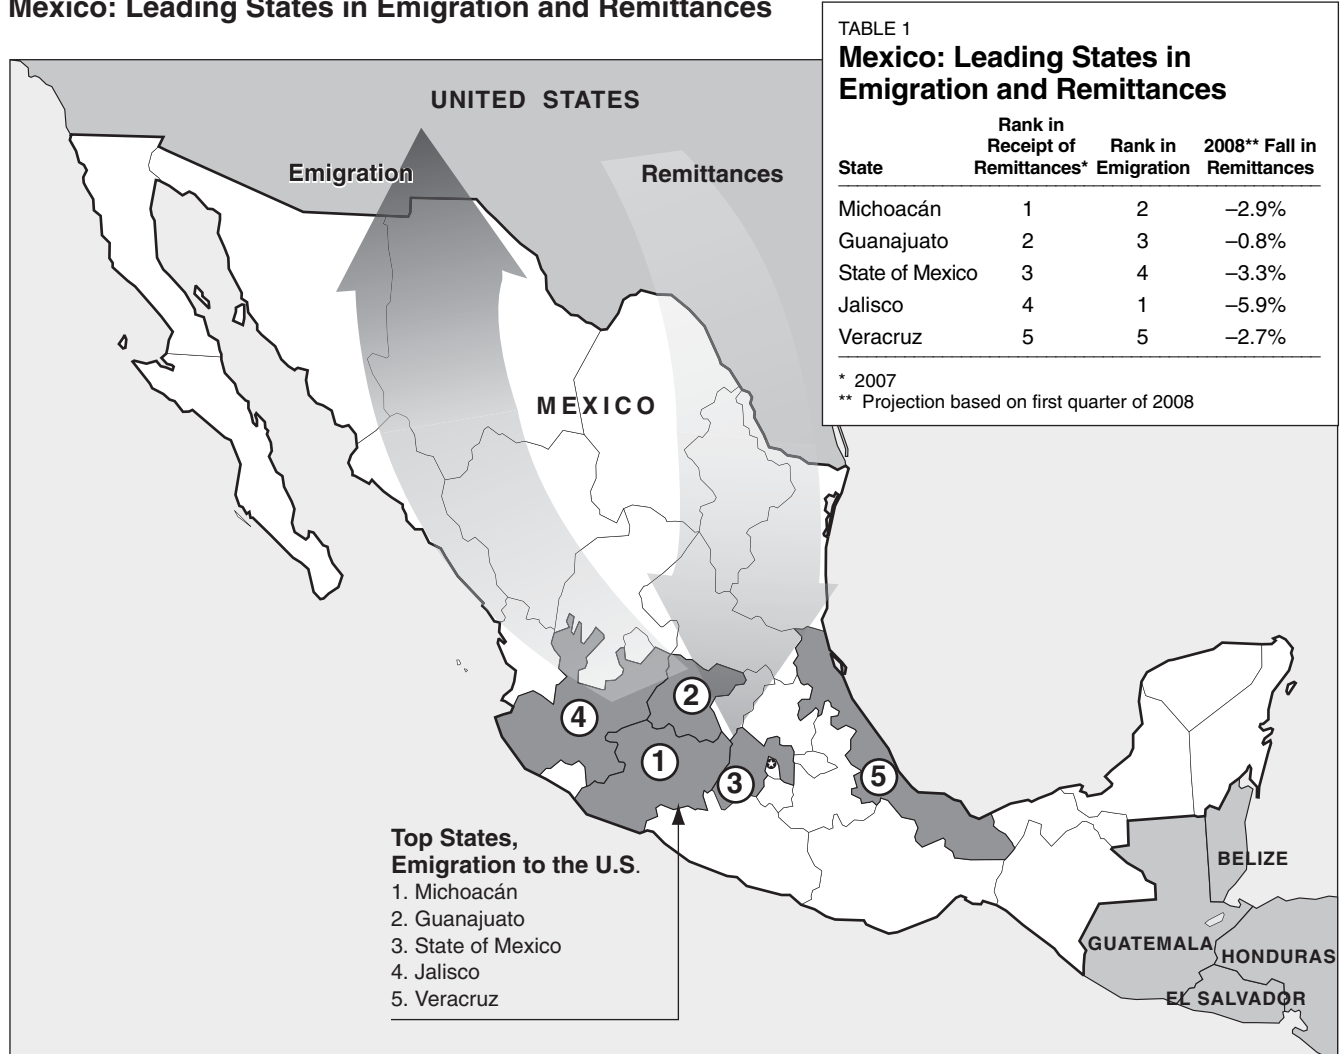 Mexico: Leading States in Emigration and Remittances
TABLE 1
Mexico: Leading States in
Emigration and Remittances
State
Rank in
Receipt of
Remittances*
Rank in
Emigration
2008** Fall in
Remittances
Michoacán 1 2 –2.9%
Guanajuato 2 3 –0.8%
State of Mexico 3 4 –3.3%
Jalisco 4 1 –5.9%
Veracruz 5 5 –2.7%
* 2007
** Projection based on first quarter of 2008
UNITED STATES
Emigration
Remittances
MEXICO
2
4
1
3
5
Top States,
Emigration to the U.S.
1. Michoacán
2. Guanajuato
3. State of Mexico
4. Jalisco
5. Veracruz
BELIZE
GUATEMALA
HONDURAS
EL SALVADOR